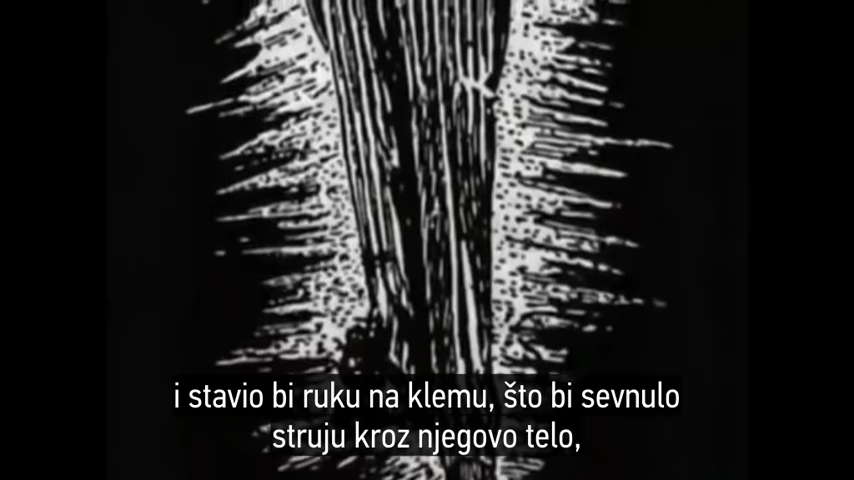 i stavio bi ruku na klemu, što bi sevnulo
struju kroz njegovo telo,